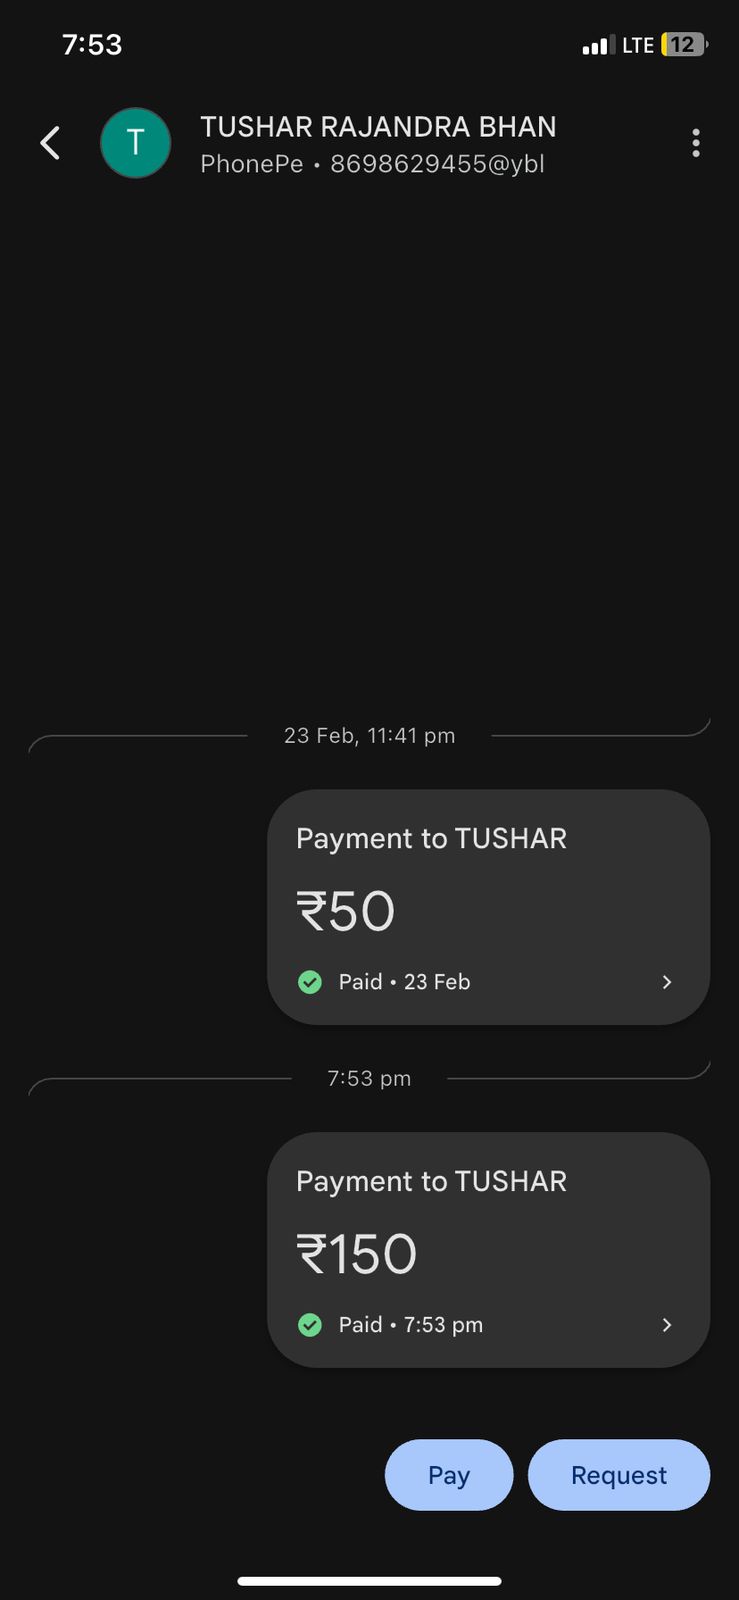 7:53
LTE 12
T
TUSHAR RAJANDRA BHAN
PhonePe • 8698629455@ybl
23 Feb, 11:41 pm
Payment to TUSHAR
₹50
Paid • 23 Feb
7:53 pm
Payment to TUSHAR
₹150
Paid • 7:53 pm
Pay Request